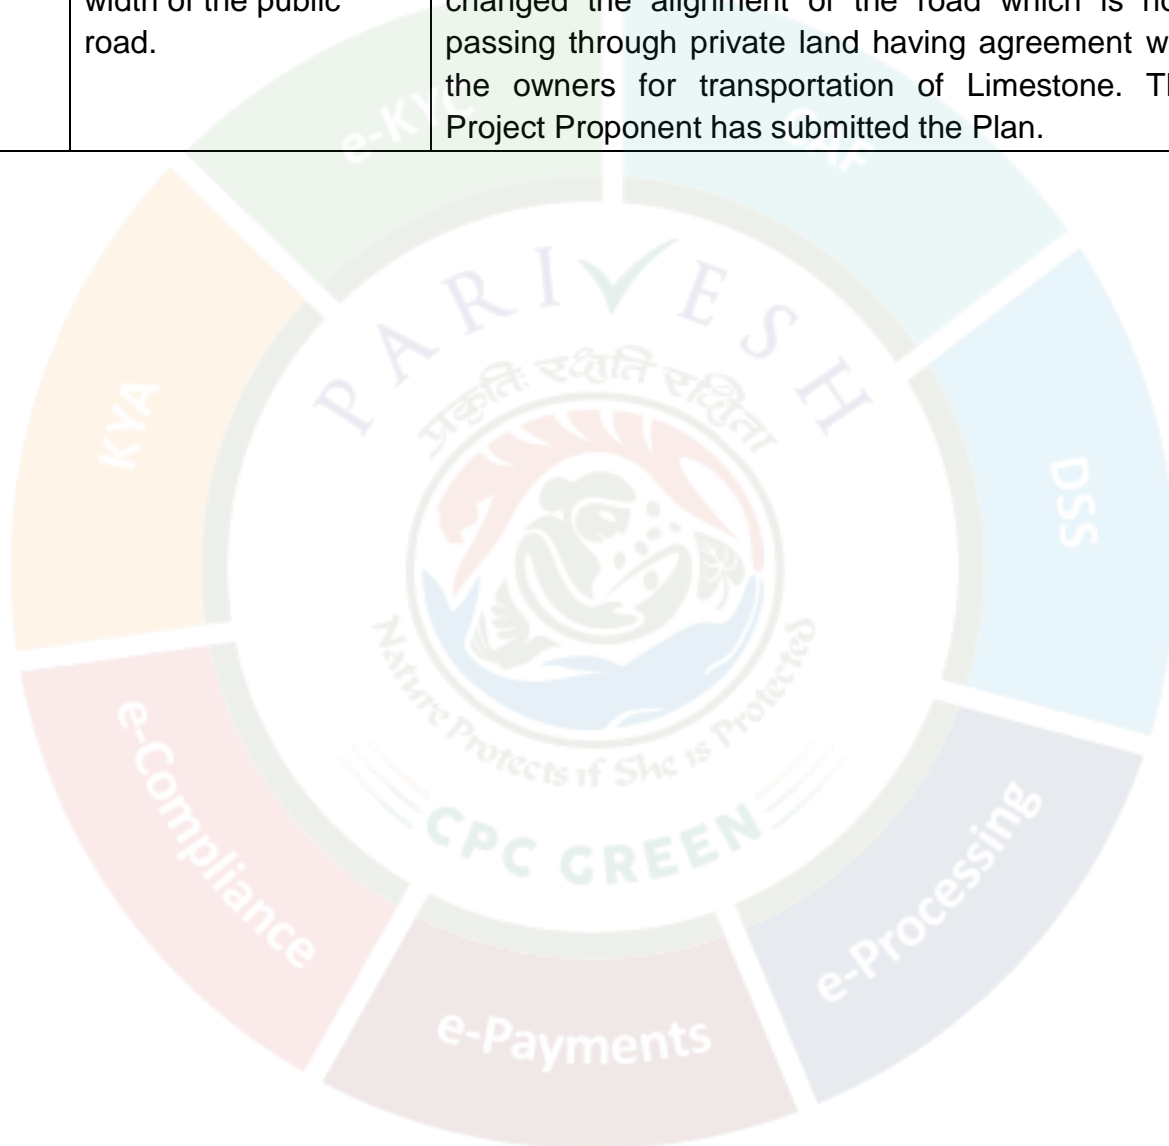 width of the public
road.
changed the alignment of the road which is
passing through private land having agreement
the owners for transportation of Limestone.
Project Proponent has submitted the Plan.
e-KYC
CAF
KYA
DSS
PARIVESH
प्रकृतिः रक्षति रक्षिता
Nature Protects if She is Protected
CPC GREEN
e-Compliance
e-Processing
e-Payments